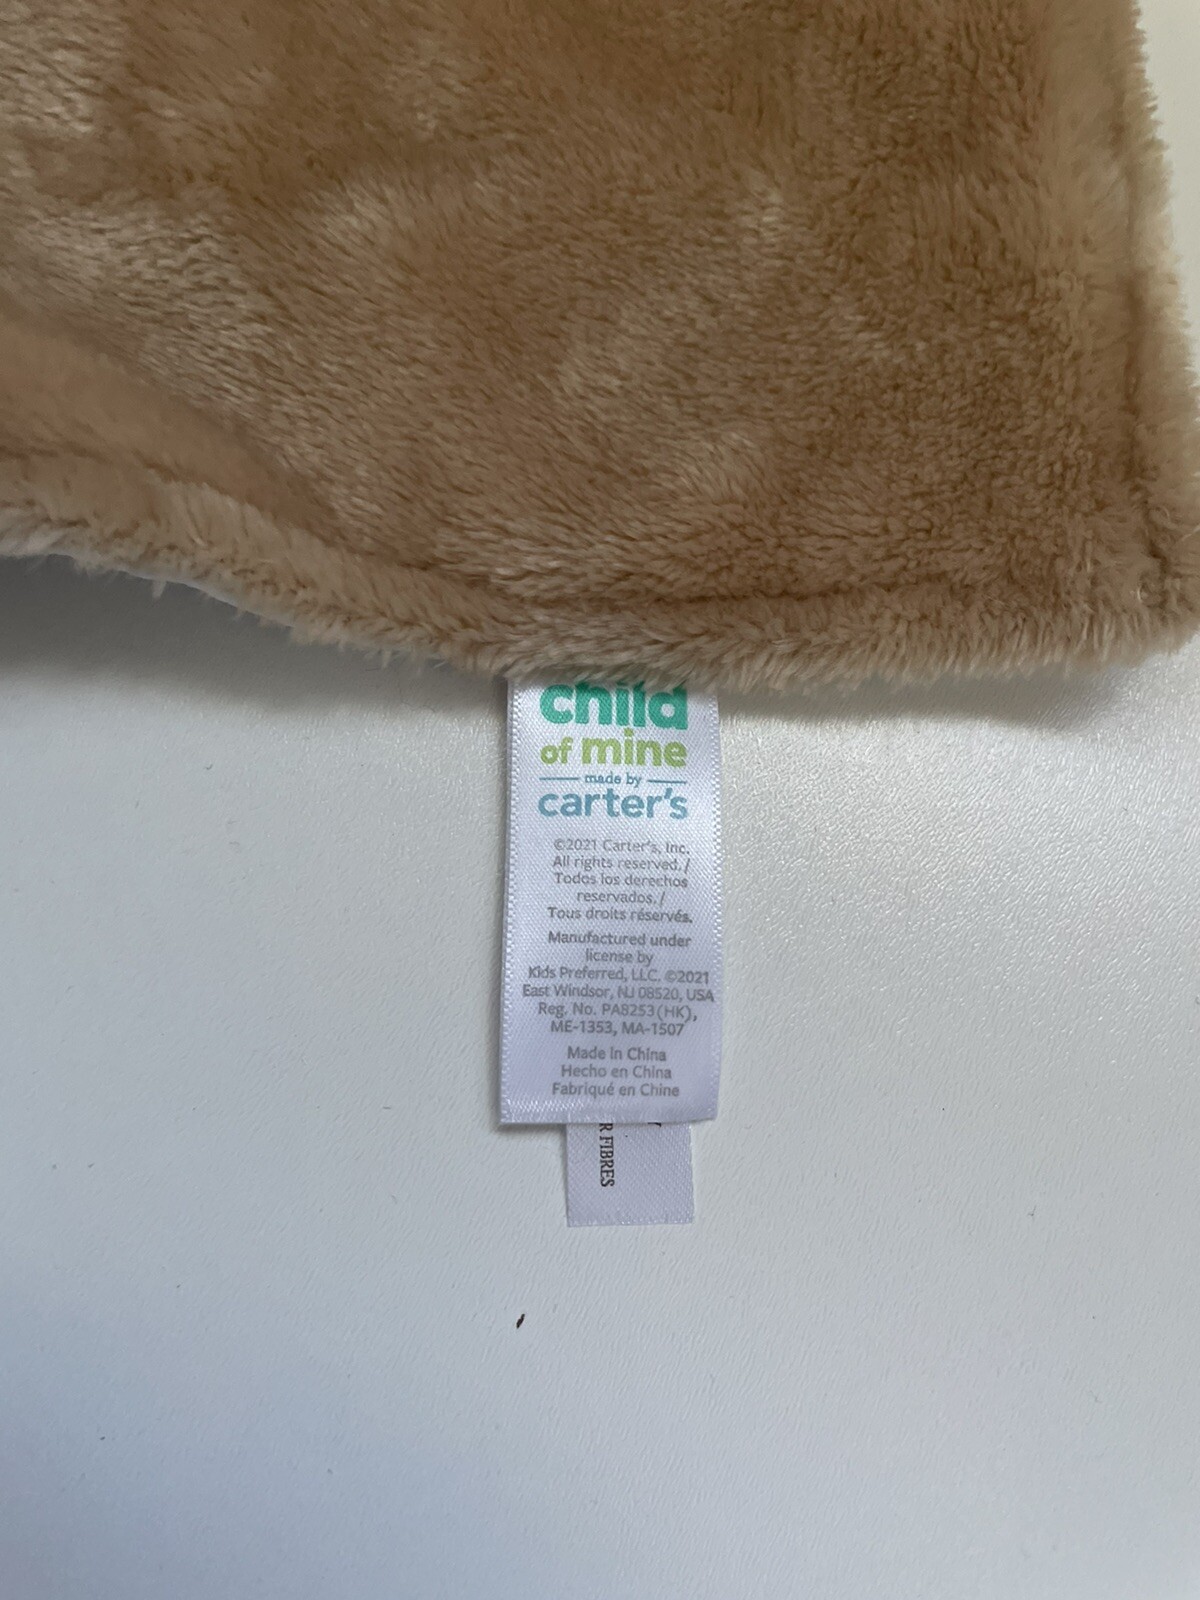 child
of mine
made by
carter's
©2021 Carter's, Inc.
All rights reserved./
Todos los derechos
reservados./
Tous droits réservés.
Manufactured under
license by
Kids Preferred, LLC. ©2021
East Windsor, NJ 08520, USA
Reg. No. PA8253(HK),
ME-1353, MA-1507
Made in China
Hecho en China
Fabriqué en Chine
R FIBRES